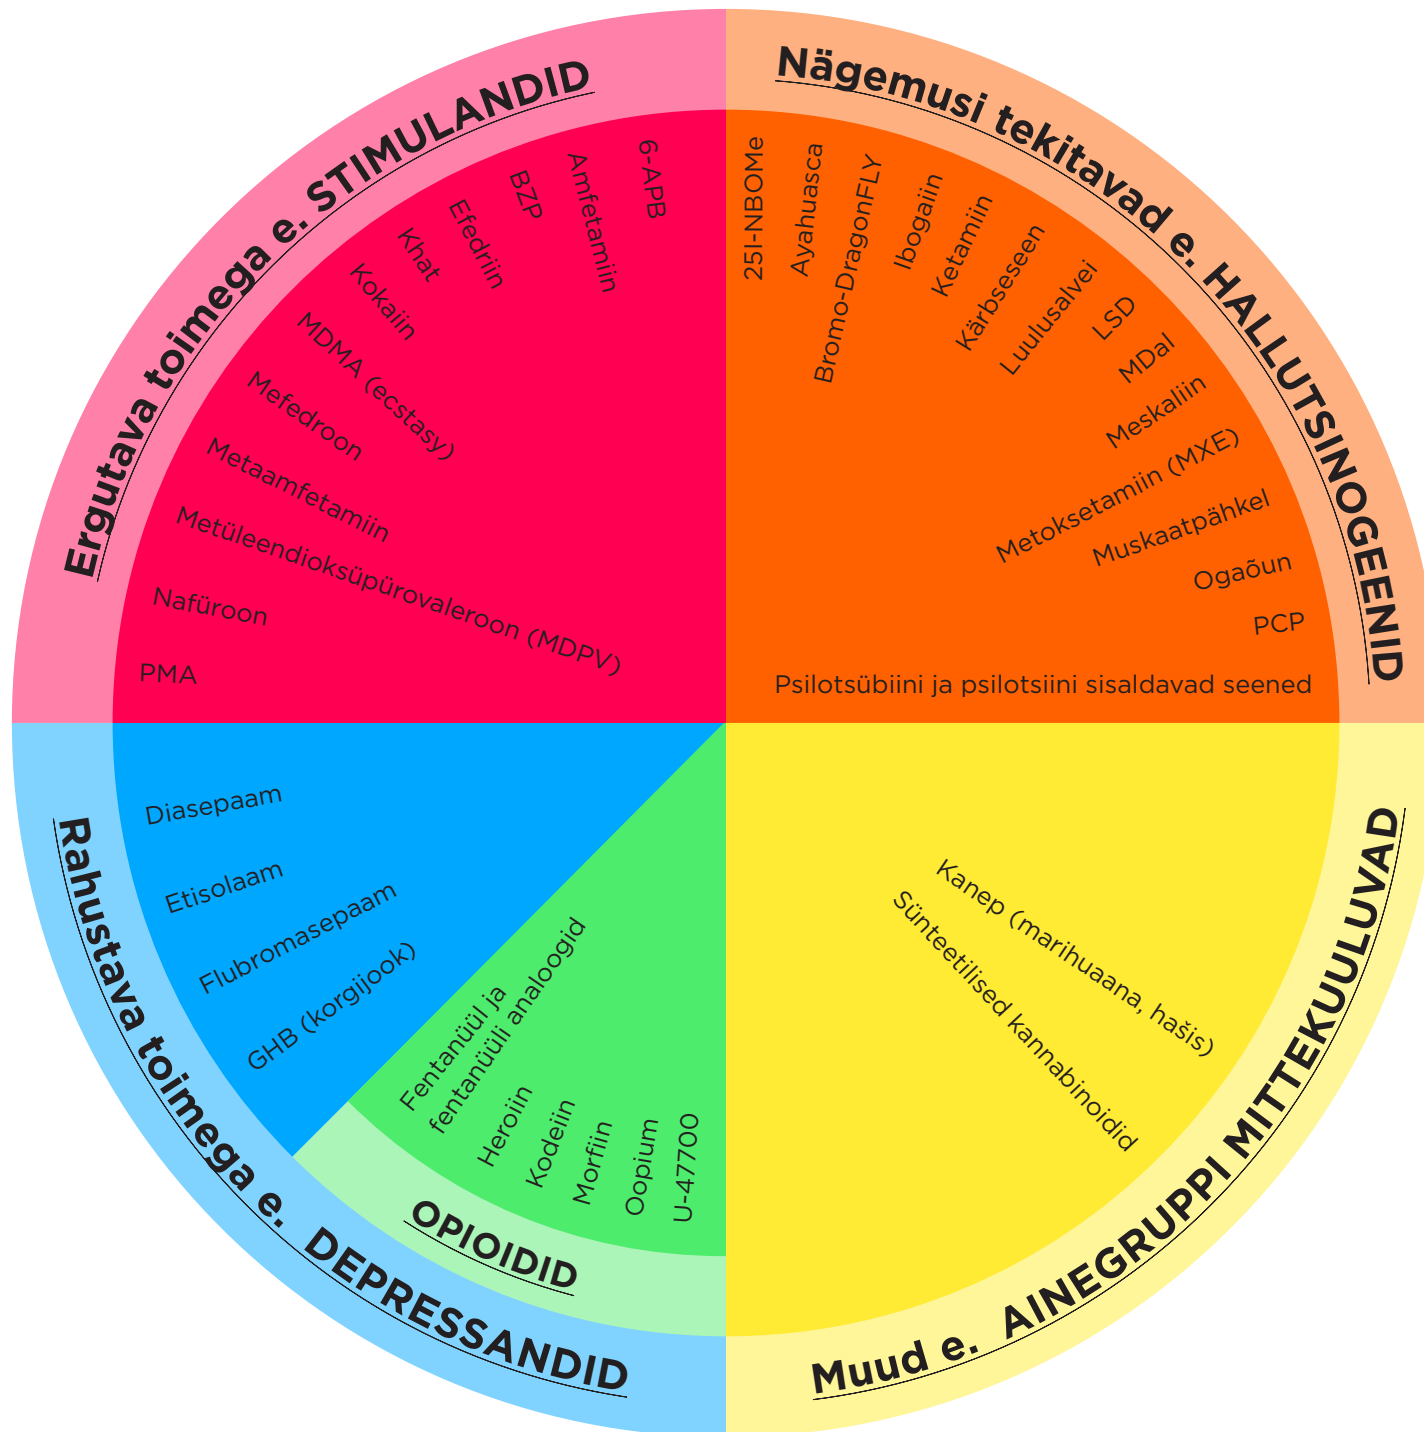 Ergutava toimega e. STIMULANDID
6-APB
Amfetamiin
BZP
Efedriin
Khat
Kokaiin
MDMA (ecstasy)
Mefedroon
Metaamfetamiin
Metüleendioksüpürovaleroon (MDPV)
Nafüroon
PMA
Nägemusi tekitavad e. HALLUTSINOGEENID
25I-NBOMe
Ayahuasca
Bromo-DragonFLY
Ibogaiin
Ketamiin
Kärbseseen
Luulusalvei
LSD
MDal
Meskaliin
Metoksetamiin (MXE)
Muskaatpähkel
Ogaõun
PCP
Psilotsübiini ja psilotsiini sisaldavad seened
Rahustava toimega e. DEPRESSANDID
Diasepaam
Etisolaam
Flubromasepaam
GHB (korgijook)
OPIOIDID
Fentanüül ja
fentanüüli analoogid
Heroiin
Kodeiin
Morfiin
Oopium
U-47700
Muud e. AINEGRUPPI MITTEKUULUVAD
Kanep (marihuaana, hašis)
Sünteetilised kannabinoidid